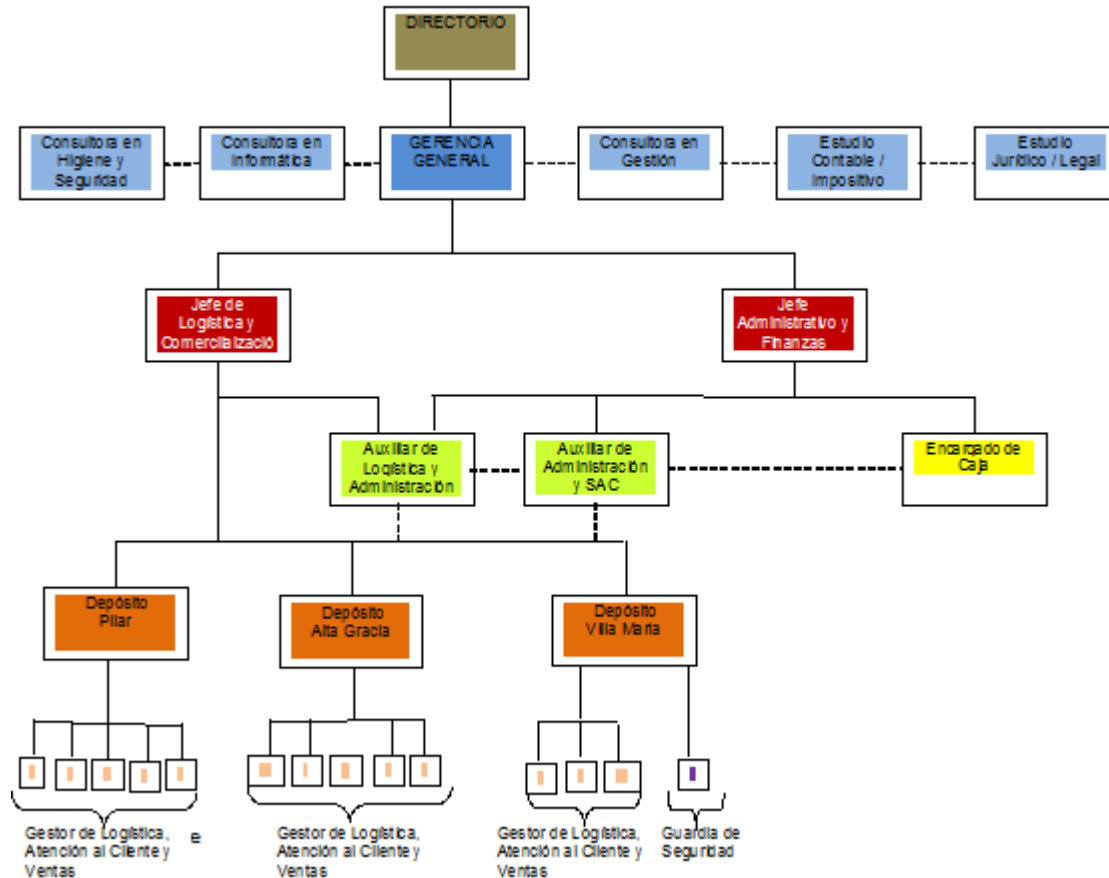 DIRECTORIO
Consultora en
Higiene y
Seguridad
Consultora en
Informática
GERENCIA
GENERAL
Consultora en
Gestión
Estudio
Contable /
Impositivo
Estudio
Jurídico / Legal
Jefe de
Logística y
Comercilaizació
Jefe
Administrativo y
Finanzas
Auxiliar de
Logística y
Administración
Auxiliar de
Administración
y SAC
Encargado de
Caja
Depósito
Pilar
Depósito
Alta Gracia
Depósito
Villa María
Gestor de Logística,
Atención al Cliente y
Ventas
e
Gestor de Logística,
Atención al Cliente y
Ventas
Gestor de Logística,
Atención al Cliente y
Ventas
Guardia de
Seguridad